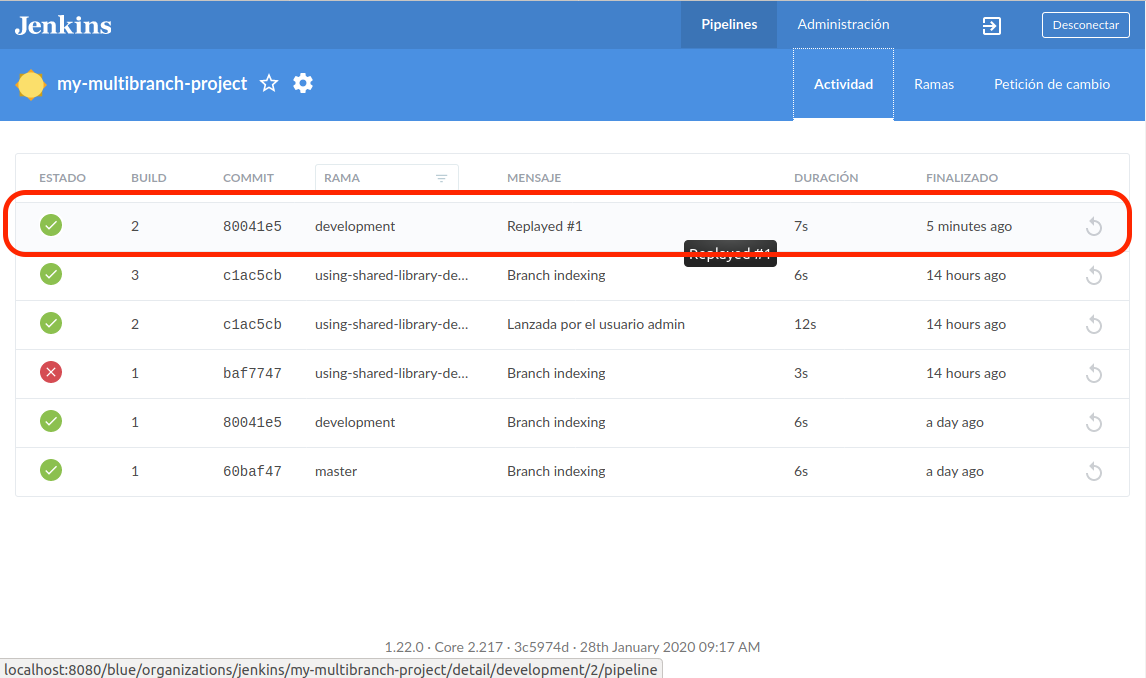 Jenkins Pipelines Administración Desconectar
my-multibranch-project Actividad Ramas Petición de cambio
ESTADO BUILD COMMIT RAMA MENSAJE DURACIÓN FINALIZADO
2 80041e5 development Replayed #1 7s 5 minutes ago
Replayed #1
3 c1ac5cb using-shared-library-de... Branch indexing 6s 14 hours ago
2 c1ac5cb using-shared-library-de... Lanzada por el usuario admin 12s 14 hours ago
1 baf7747 using-shared-library-de... Branch indexing 3s 14 hours ago
1 80041e5 development Branch indexing 6s a day ago
1 60baf47 master Branch indexing 6s a day ago
1.22.0 · Core 2.217 · 3c5974d · 28th January 2020 09:17 AM
localhost:8080/blue/organizations/jenkins/my-multibranch-project/detail/development/2/pipeline